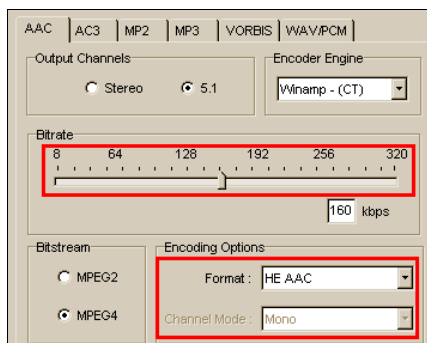 AAC AC3 MP2 MP3 VORBIS WAV/PCM
Output Channels
Stereo 5.1
Encoder Engine
Winamp - (CT)
Bitrate
8 64 128 192 256 320
160 kbps
Bitstream
MPEG2
MPEG4
Encoding Options
Format : HE AAC
Channel Mode : Mono